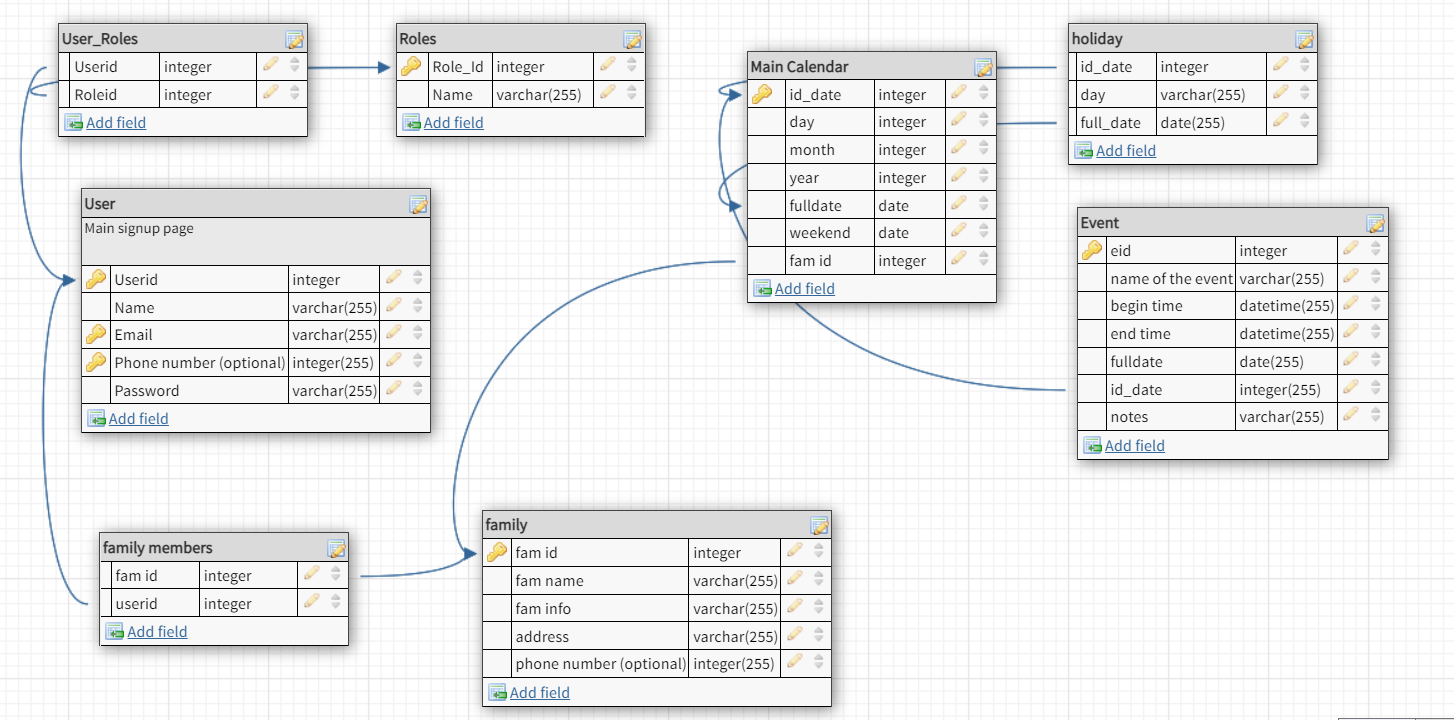 User_Roles
Userid integer
Roleid integer
Add field
Roles
Role_Id integer
Name varchar(255)
Add field
Main Calendar
id_date integer
day integer
month integer
year integer
fulldate date
weekend date
fam id integer
Add field
holiday
id_date integer
day varchar(255)
full_date date(255)
Add field
User
Main signup page
Userid integer
Name varchar(255)
Email varchar(255)
Phone number (optional) integer(255)
Password varchar(255)
Add field
Event
eid integer
name of the event varchar(255)
begin time datetime(255)
end time datetime(255)
fulldate date(255)
id_date integer(255)
notes varchar(255)
Add field
family members
fam id integer
userid integer
Add field
family
fam id integer
fam name varchar(255)
fam info varchar(255)
address varchar(255)
phone number (optional) integer(255)
Add field